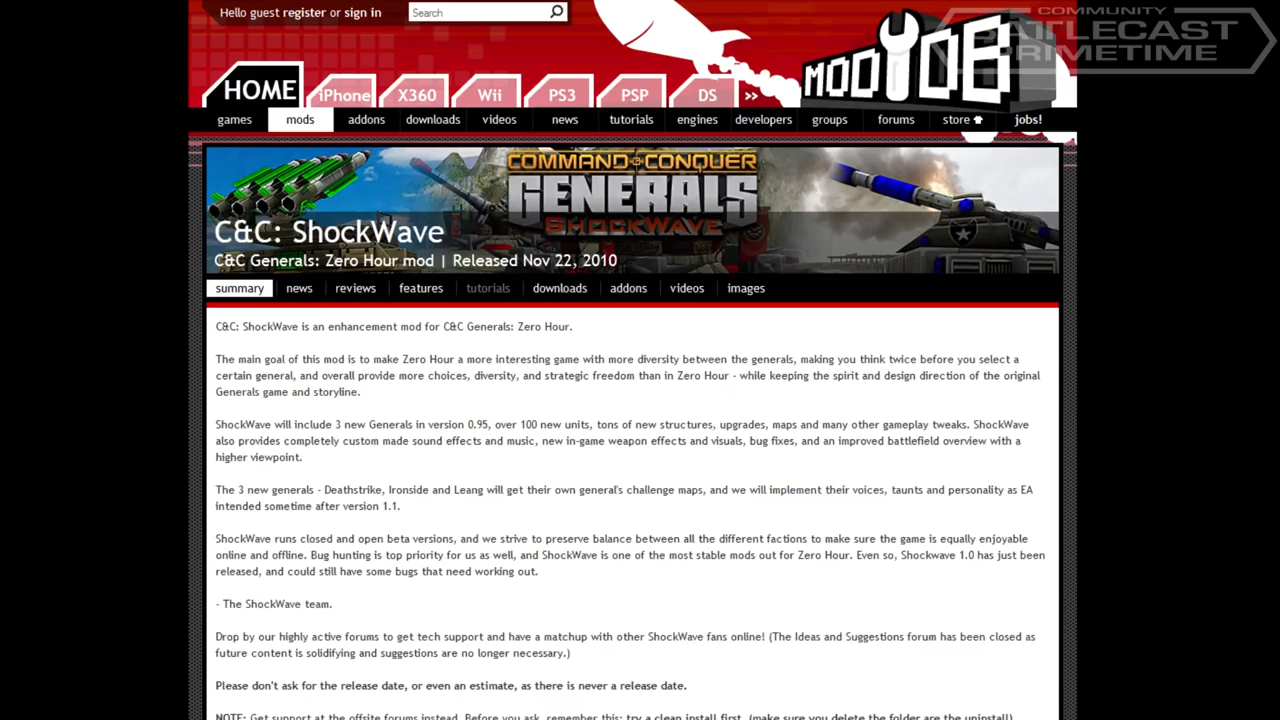 Hello guest register or sign in
Search
COMMUNITY
BATTLECAST
PRIMETIME
MOD DB
HOME iPhone X360 Wii PS3 PSP DS »
games mods addons downloads videos news tutorials engines developers groups forums store jobs!
COMMAND & CONQUER
GENERALS
SHOCKWAVE
C&C: ShockWave
C&C Generals: Zero Hour mod | Released Nov 22, 2010
summary news reviews features tutorials downloads addons videos images
C&C: ShockWave is an enhancement mod for C&C Generals: Zero Hour.
The main goal of this mod is to make Zero Hour a more interesting game with more diversity between the generals, making you think twice before you select a
certain general, and overall provide more choices, diversity, and strategic freedom than in Zero Hour - while keeping the spirit and design direction of the original
Generals game and storyline.
ShockWave will include 3 new Generals in version 0.95, over 100 new units, tons of new structures, upgrades, maps and many other gameplay tweaks. ShockWave
also provides completely custom made sound effects and music, new in-game weapon effects and visuals, bug fixes, and an improved battlefield overview with a
higher viewpoint.
The 3 new generals - Deathstrike, Ironside and Leang will get their own general's challenge maps, and we will implement their voices, taunts and personality as EA
intended sometime after version 1.1.
ShockWave runs closed and open beta versions, and we strive to preserve balance between all the different factions to make sure the game is equally enjoyable
online and offline. Bug hunting is top priority for us as well, and ShockWave is one of the most stable mods out for Zero Hour. Even so, Shockwave 1.0 has just been
released, and could still have some bugs that need working out.
- The ShockWave team.
Drop by our highly active forums to get tech support and have a matchup with other ShockWave fans online! (The Ideas and Suggestions forum has been closed as
future content is solidifying and suggestions are no longer necessary.)
Please don't ask for the release date, or even an estimate, as there is never a release date.
NOTE: Get support at the offsite forums instead. Before you ask, remember this: try a clean install first. (make sure you delete the folder are the uninstall)